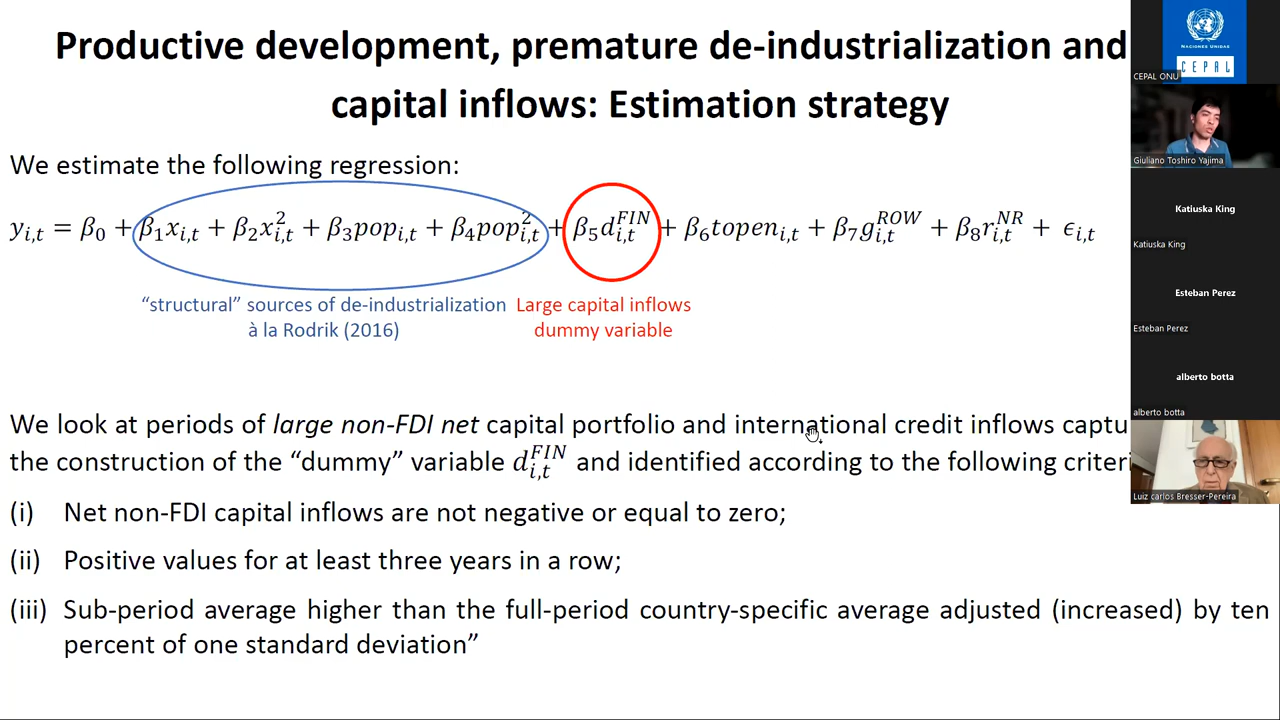 Productive development, premature de-industrialization and
capital inflows: Estimation strategy
We estimate the following regression:
y_{i,t} = β_0 + β_1x_{i,t} + β_2x^2_{i,t} + β_3pop_{i,t} + β_4pop^2_{i,t} + β_5d^{FIN}_{i,t} + β_6topen_{i,t} + β_7g^{ROW}_{i,t} + β_8r^{NR}_{i,t} + ϵ_{i,t}
“structural” sources of de-industrialization
à la Rodrik (2016)
Large capital inflows
dummy variable
We look at periods of large non-FDI net capital portfolio and international credit inflows captu
the construction of the “dummy” variable d^{FIN}_{i,t} and identified according to the following criteri
(i) Net non-FDI capital inflows are not negative or equal to zero;
(ii) Positive values for at least three years in a row;
(iii) Sub-period average higher than the full-period country-specific average adjusted (increased) by ten
percent of one standard deviation”
NACIONES UNIDAS
CEPAL
CEPAL ONU
Giuliano Toshiro Yajima
Katiuska King
Katiuska King
Esteban Perez
Esteban Perez
alberto botta
alberto botta
Luiz carlos Bresser-Pereira